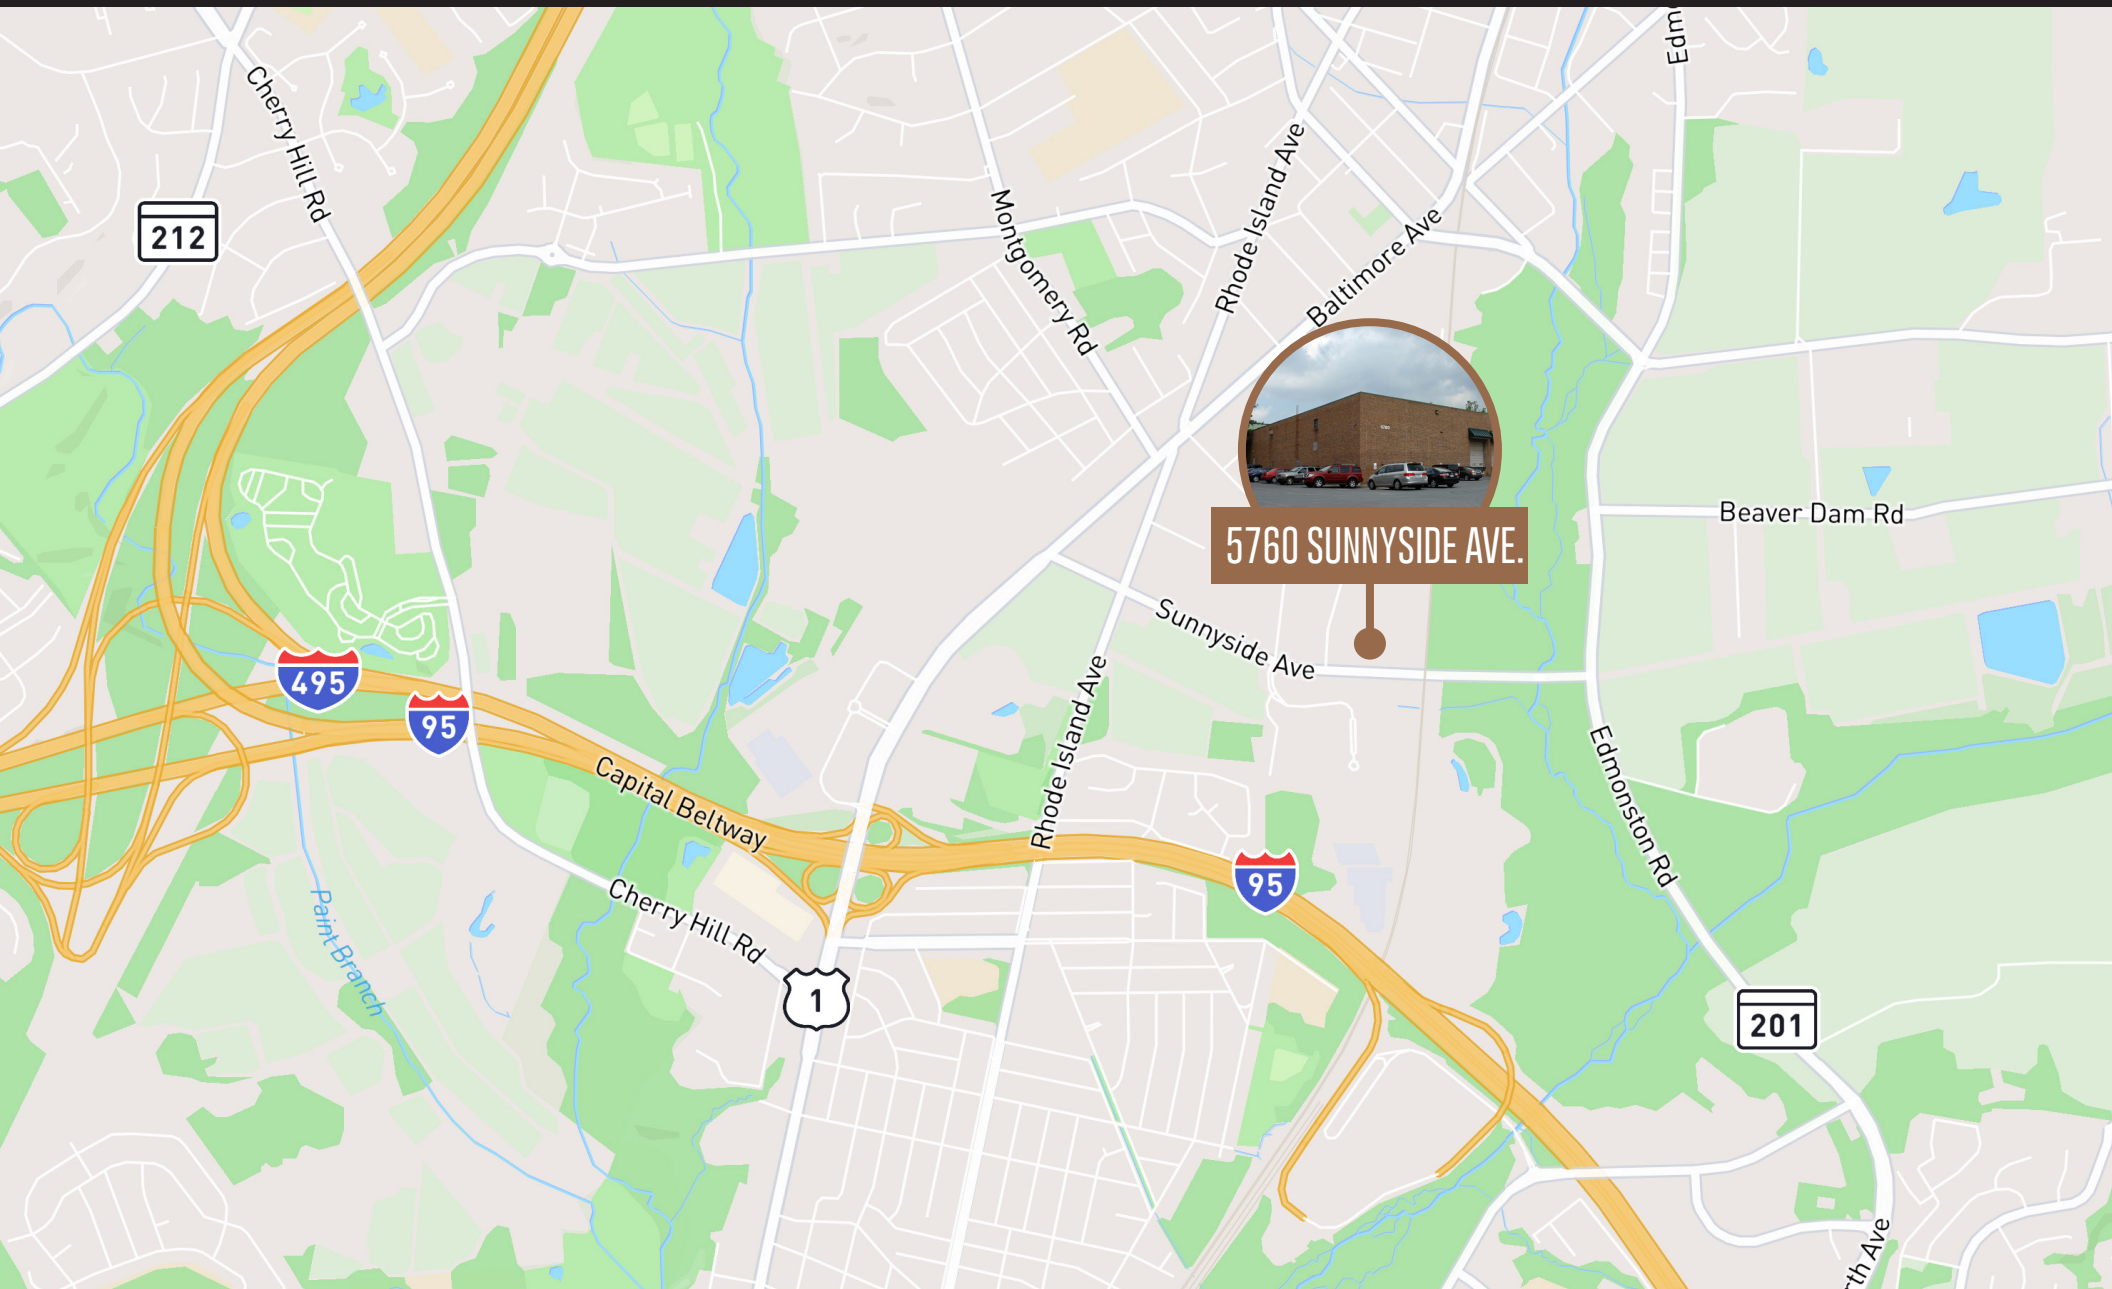 Edm
Cherry Hill Rd
212
Rhode Island Ave
Montgomery Rd
Baltimore Ave
5760 SUNNYSIDE AVE.
Beaver Dam Rd
Sunnyside Ave
495
95
Rhode Island Ave
Capital Beltway
Edmonston Rd
95
Cherry Hill Rd
Paint Branch
1
201
rth Ave